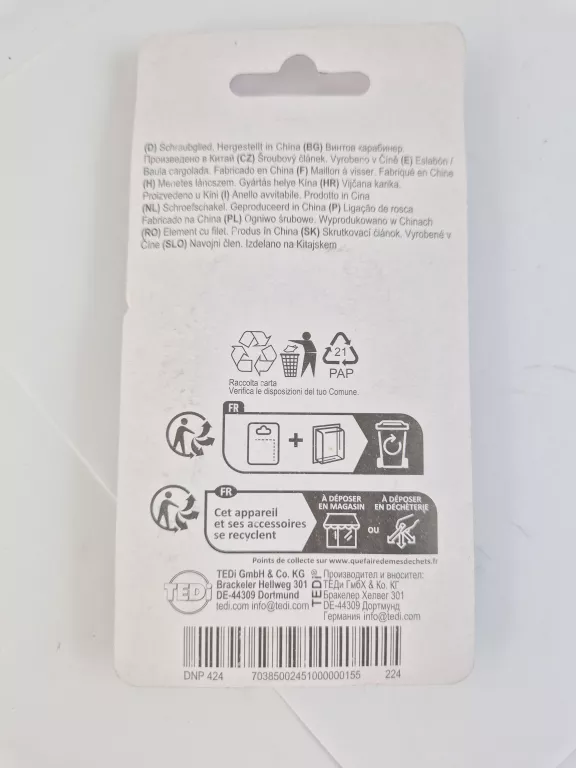 (D) Schraubglied, Hergestellt in China (BG) Винтов карабинер.
Произведено в Китай (CZ) Šroubový článek. Vyrobeno v Číně (E) Eslabón /
Baula cargolada. Fabricado en China (F) Maillon à visser. Fabriqué en Chine
(H) Menetes láncszem. Gyártás helye Kína (HR) Vijčana karika.
Proizvedeno u Kini (I) Anello avvitabile. Prodotto in Cina
(NL) Schroefschakel. Geproduceerd in China (P) Ligação de rosca
Fabricado na China (PL) Ogniwo śrubowe. Wyprodukowano w Chinach
(RO) Element cu filet. Produs în China (SK) Skrutkovací článok. Vyrobené v
Číne (SLO) Navojni člen. Izdelano na Kitajskem
21
PAP
Raccolta carta
Verifica le disposizioni del tuo Comune.
FR
FR
Cet appareil
et ses accessoires
se recyclent
À DÉPOSER
EN MAGASIN
ou
À DÉPOSER
EN DÉCHÈTERIE
Points de collecte sur www.quefairedemesdechets.fr
TEDi
TEDi GmbH & Co. KG
Brackeler Hellweg 301
DE-44309 Dortmund
tedi.com info@tedi.com
TEDi®
Производител и вносител:
ТЕДи ГмбХ & Ко. КГ
Бракелер Хелвег 301
DE-44309 Дортмунд
Германия info@tedi.com
DNP 424
70385002451000000155
224